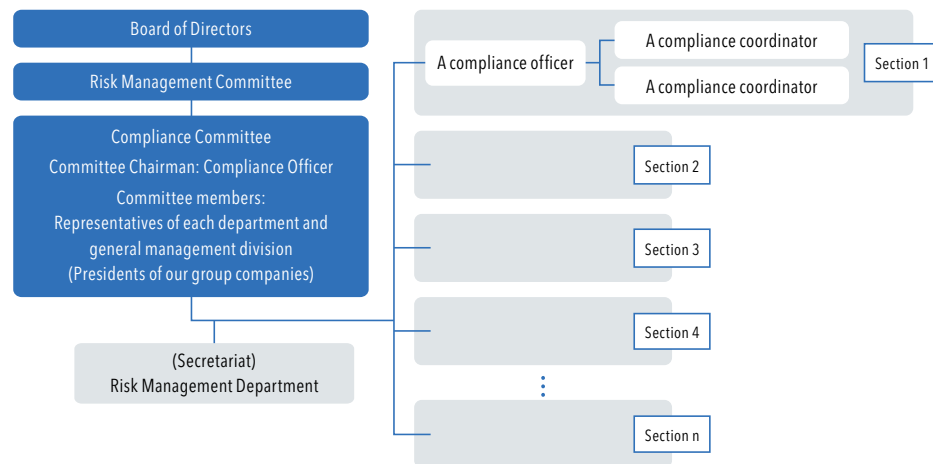 Board of Directors
Risk Management Committee
Compliance Committee
Committee Chairman: Compliance Officer
Committee members:
Representatives of each department and
general management division
(Presidents of our group companies)
(Secretariat)
Risk Management Department
A compliance officer
A compliance coordinator
A compliance coordinator
Section 1
Section 2
Section 3
Section 4
Section n